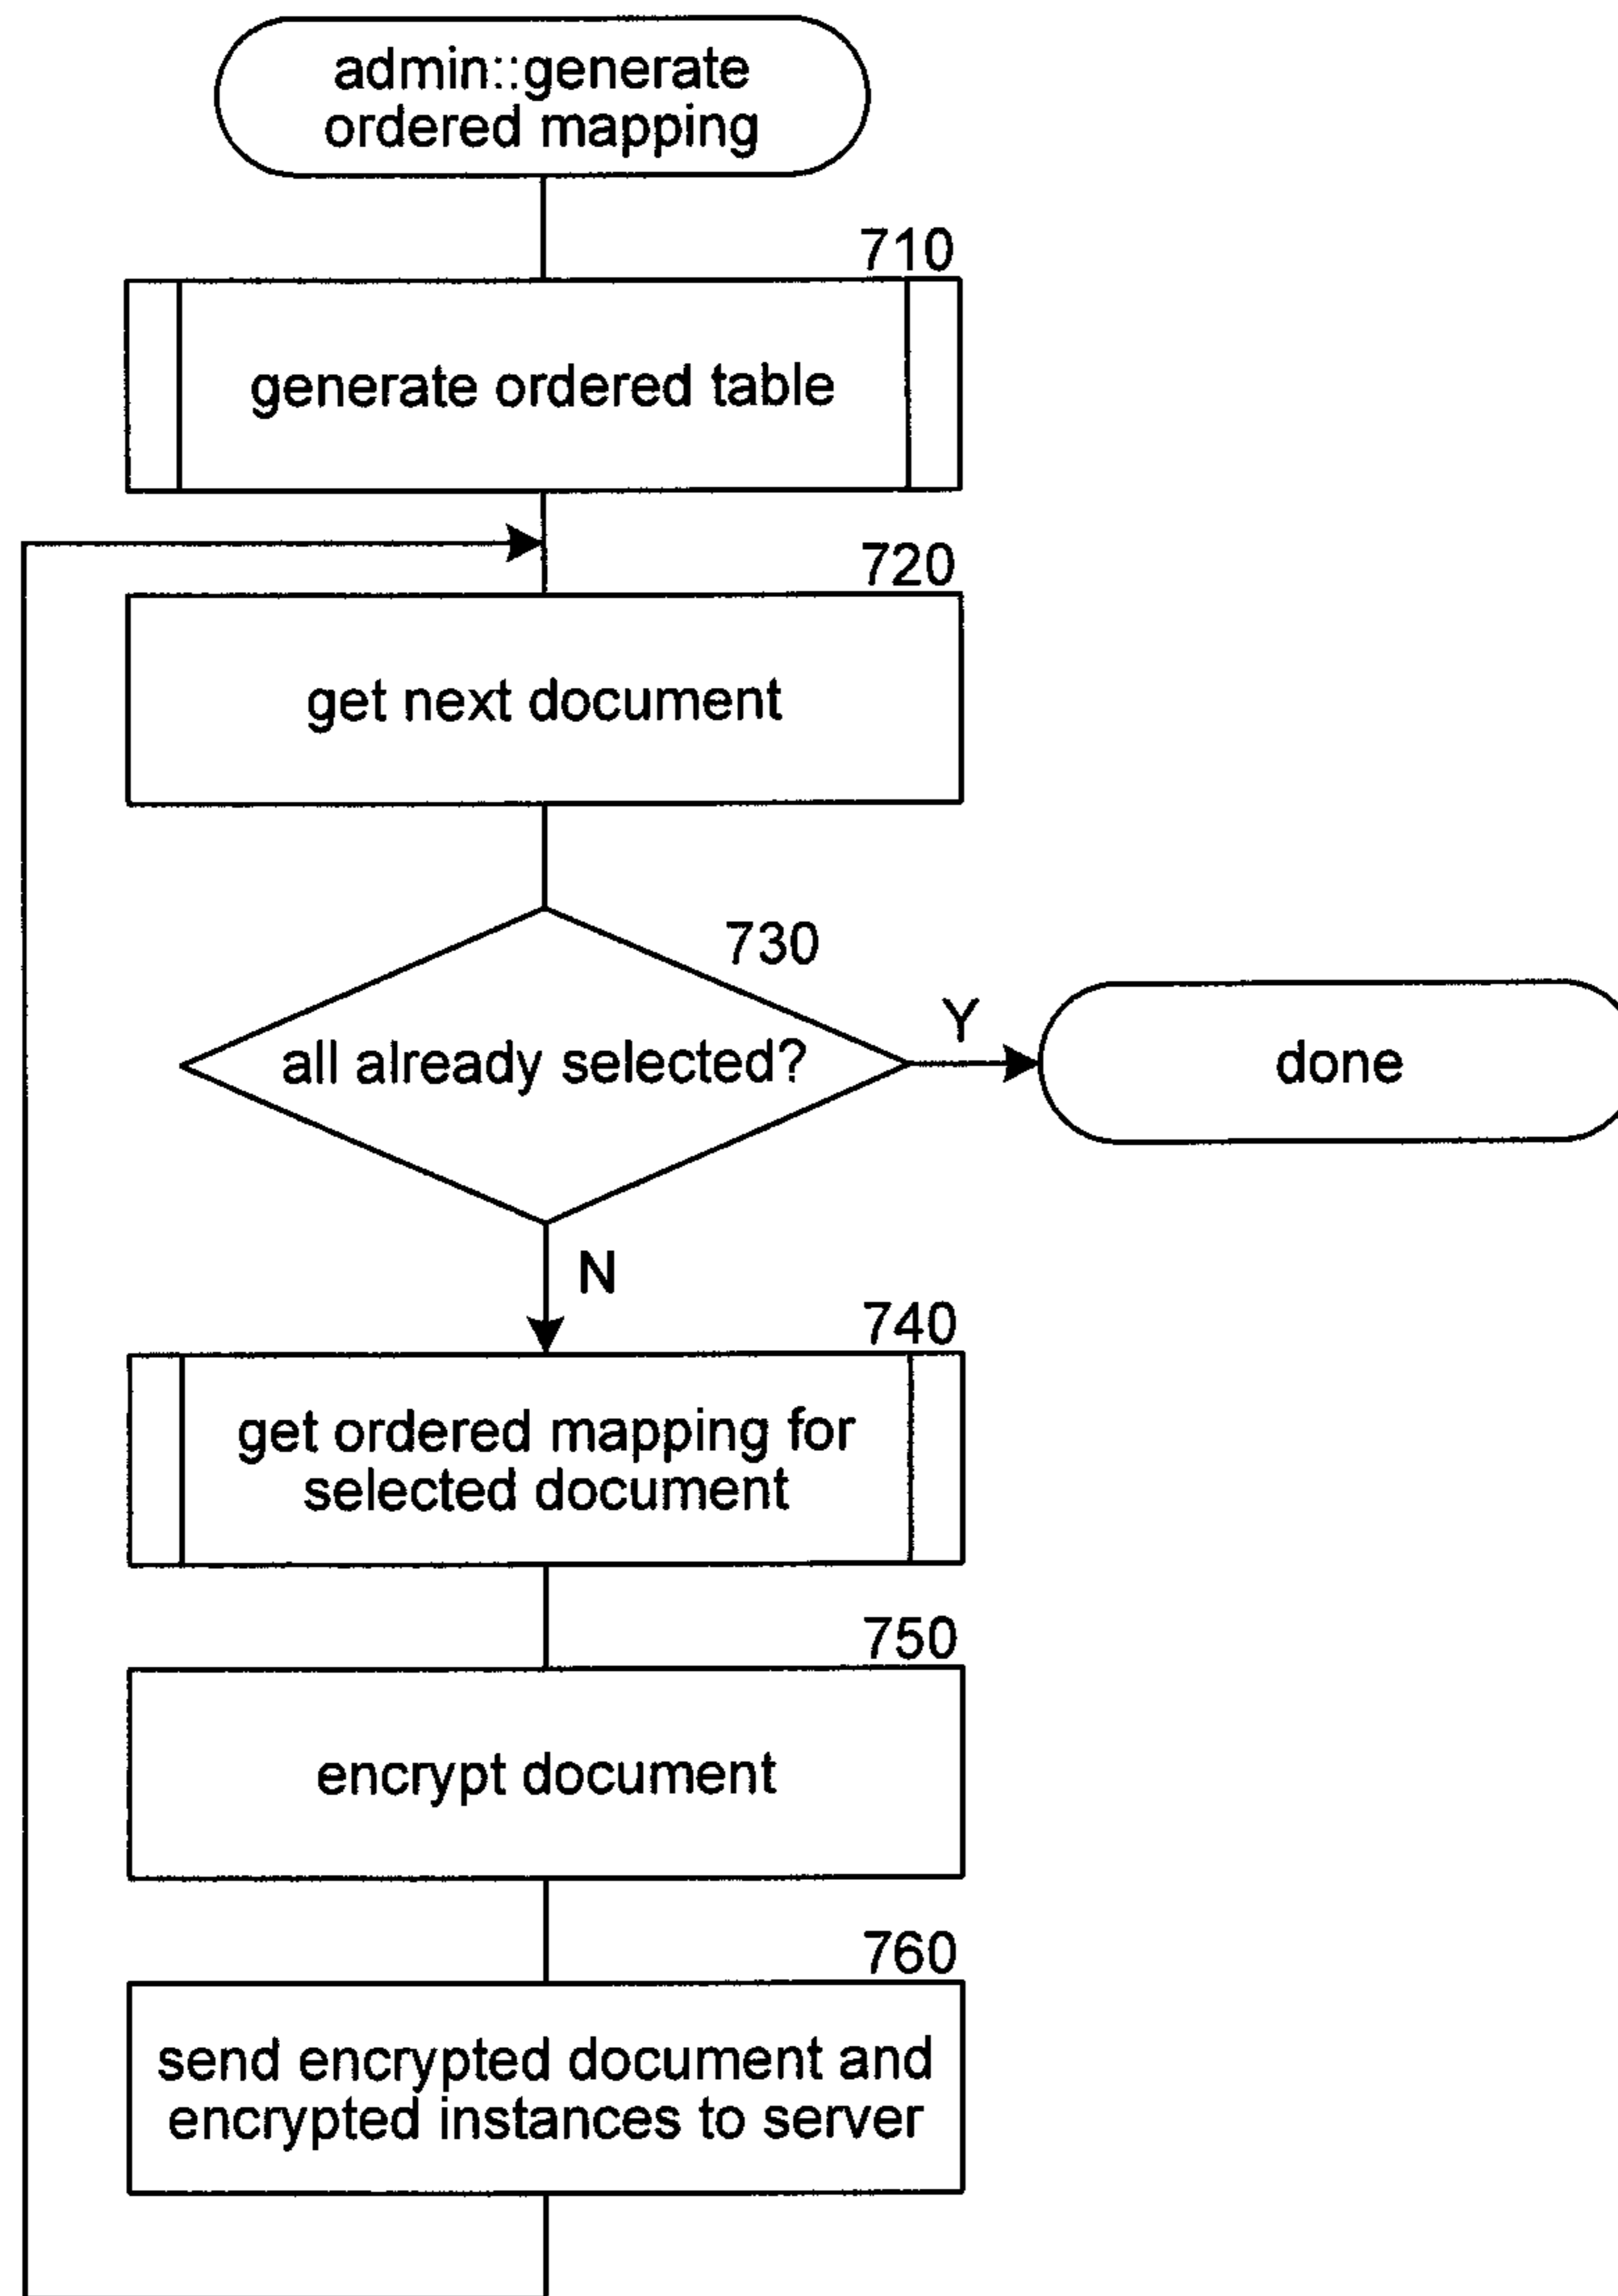 admin::generate
ordered mapping
710
generate ordered table
720
get next document
730
all already selected?
Y
done
N
740
get ordered mapping for
selected document
750
encrypt document
760
send encrypted document and
encrypted instances to server